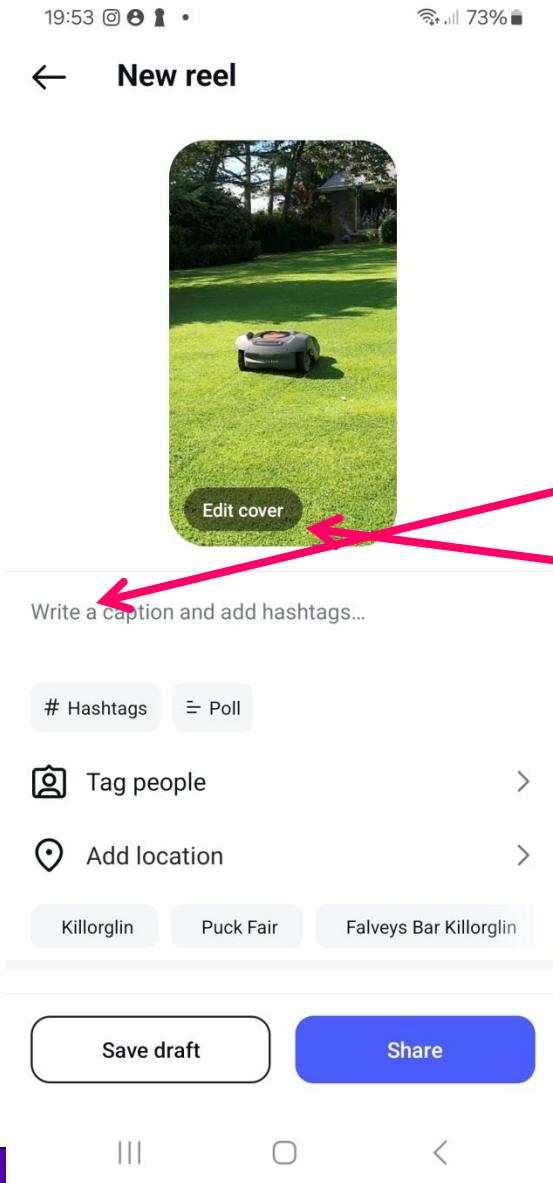 19:53 73%
New reel
Edit cover
Write a caption and add hashtags...
# Hashtags Poll
Tag people
Add location
Killorglin Puck Fair Falveys Bar Killorglin
Save draft Share